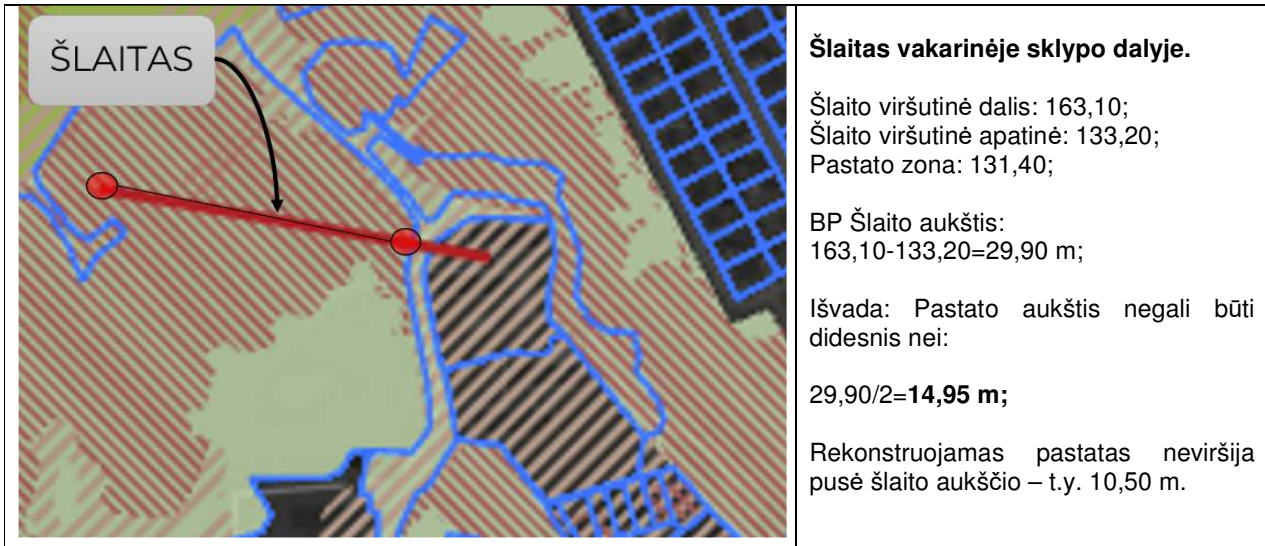 ŠLAITAS
Šlaitas vakarinėje sklypo dalyje.
Šlaito viršutinė dalis: 163,10;
Šlaito viršutinė apatinė: 133,20;
Pastato zona: 131,40;
BP Šlaito aukštis:
163,10-133,20=29,90 m;
Išvada: Pastato aukštis negali būti
didesnis nei:
29,90/2=14,95 m;
Rekonstruojamas pastatas neviršija
pusė šlaito aukščio – t.y. 10,50 m.